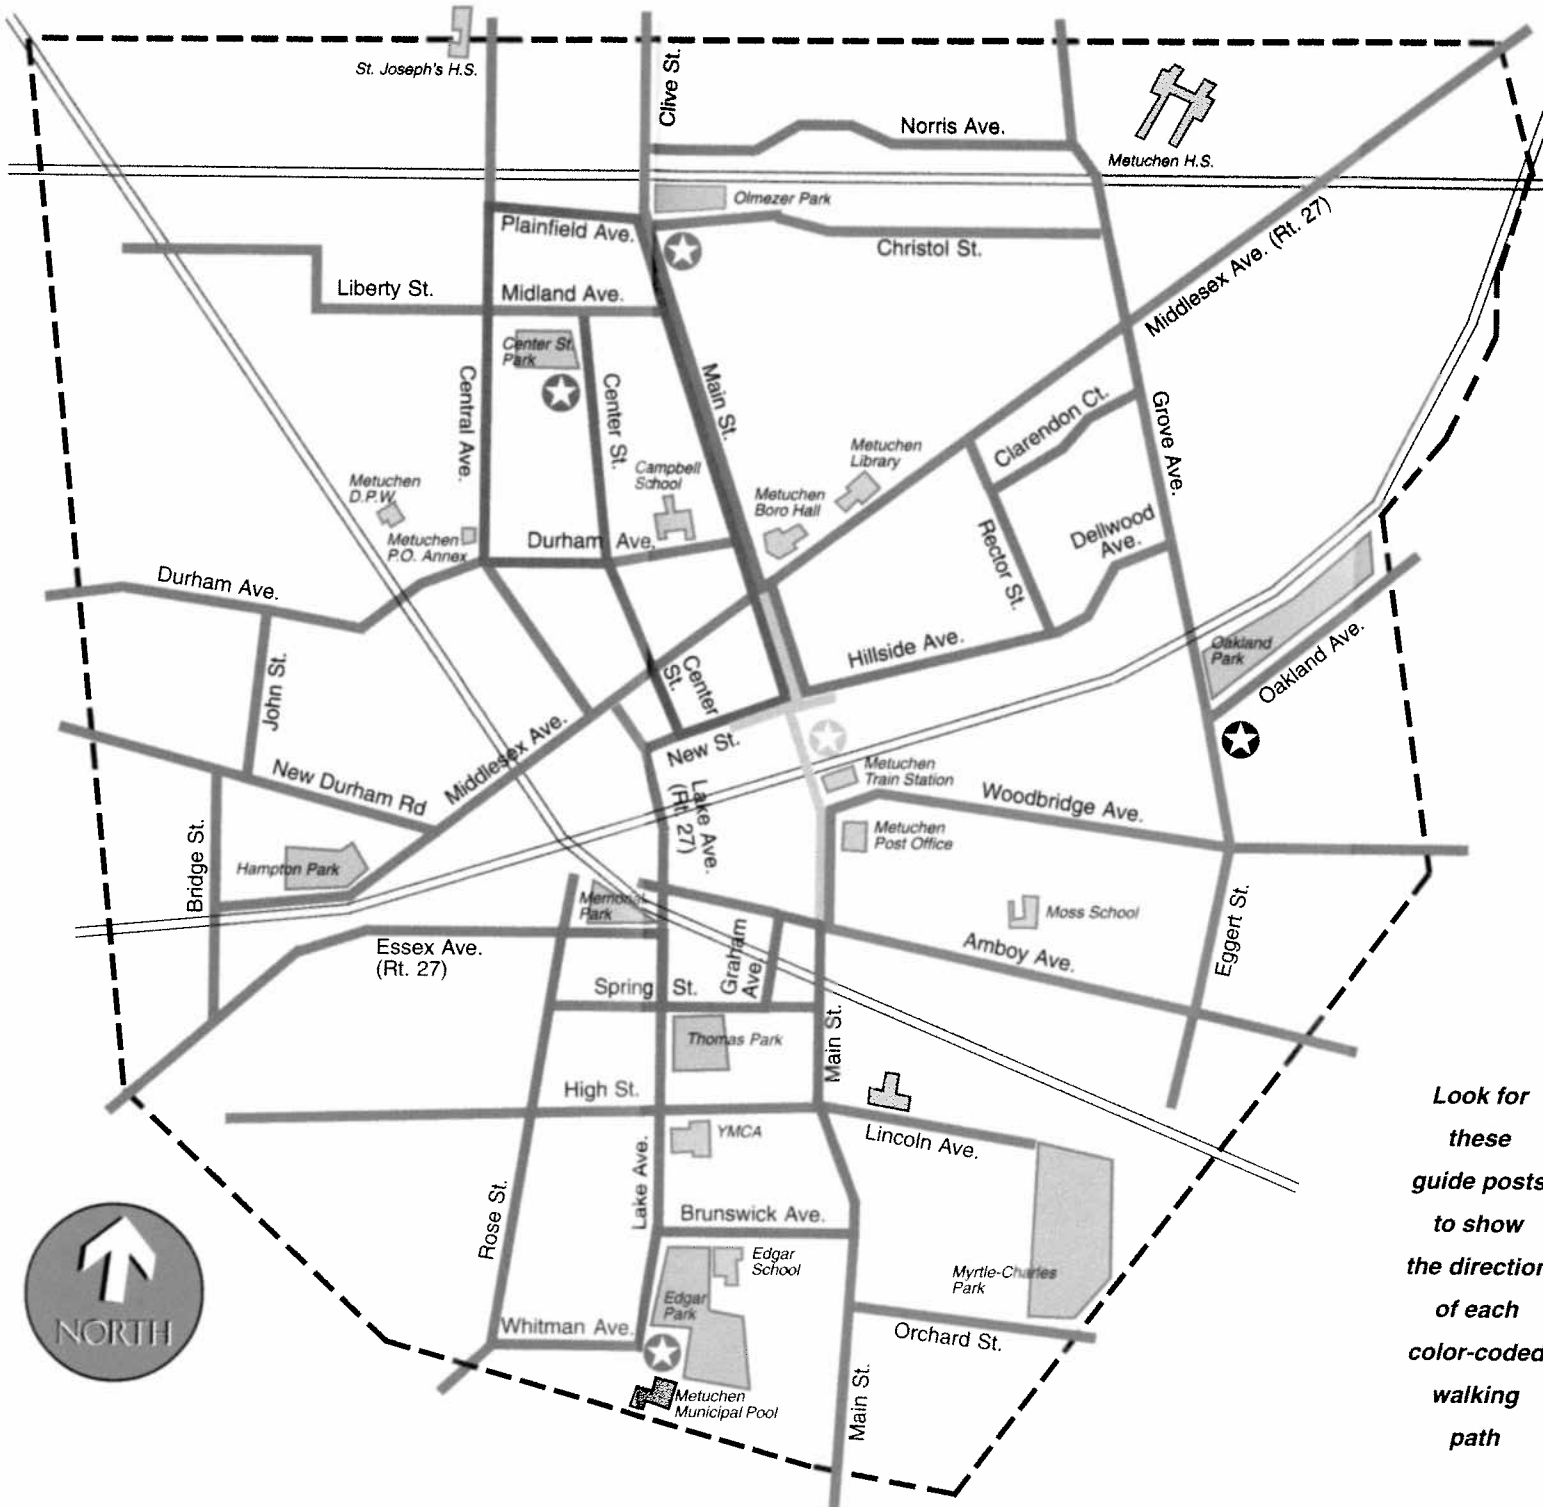 St. Joseph's H.S.
Clive St.
Norris Ave.
Metuchen H.S.
Olmezer Park
Plainfield Ave.
Christol St.
Middlesex Ave. (Rt. 27)
Liberty St.
Midland Ave.
Center St.
Park
Central Ave.
Center St.
Main St.
Clarendon Ct.
Grove Ave.
Metuchen
Library
Campbell
School
Metuchen
D.P.W.
Metuchen
Boro Hall
Rector St.
Dellwood
Ave.
Metuchen
P.O. Annex
Durham Ave.
Durham Ave.
John St.
Center
St.
Hillside Ave.
Oakland
Park
Oakland Ave.
New St.
Middlesex Ave.
New Durham Rd
Lake Ave.
(Rt. 27)
Metuchen
Train Station
Woodbridge Ave.
Bridge St.
Hampton Park
Metuchen
Post Office
Memorial
Park
Moss School
Essex Ave.
(Rt. 27)
Graham
Ave.
Amboy Ave.
Eggert St.
Spring St.
Thomas Park
Main St.
High St.
YMCA
Lincoln Ave.
Look for
these
guide posts
to show
the direction
of each
color-coded
walking
path
Rose St.
Lake Ave.
Brunswick Ave.
Edgar
School
Myrtle-Charles
Park
Edgar
Park
NORTH
Whitman Ave.
Orchard St.
Metuchen
Municipal Pool
Main St.